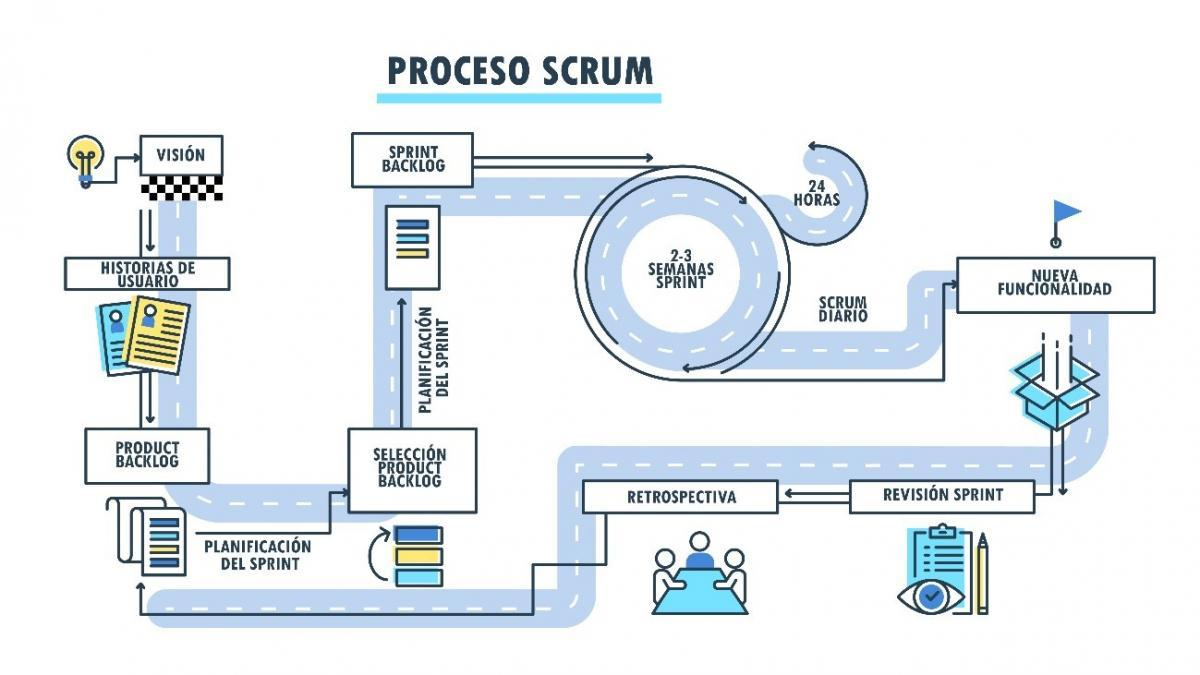 PROCESO SCRUM
VISIÓN
HISTORIAS DE
USUARIO
PRODUCT
BACKLOG
PLANIFICACIÓN
DEL SPRINT
SELECCIÓN
PRODUCT
BACKLOG
PLANIFICACIÓN
DEL SPRINT
SPRINT
BACKLOG
2-3
SEMANAS
SPRINT
24
HORAS
SCRUM
DIARIO
NUEVA
FUNCIONALIDAD
REVISIÓN SPRINT
RETROSPECTIVA